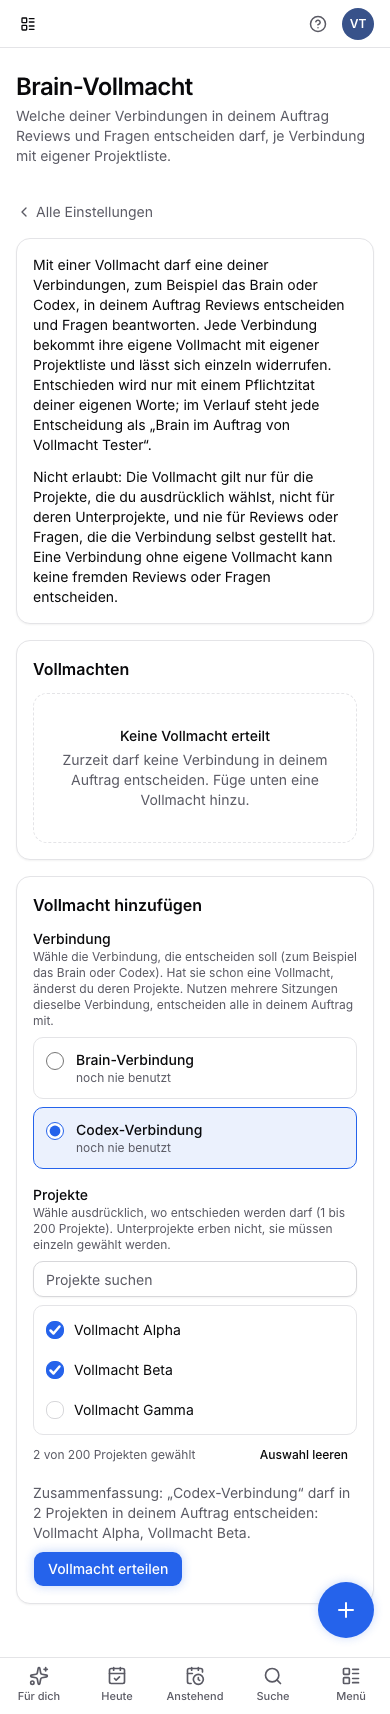 VT
Brain-Vollmacht
Welche deiner Verbindungen in deinem Auftrag
Reviews und Fragen entscheiden darf, je Verbindung
mit eigener Projektliste.
Alle Einstellungen
Mit einer Vollmacht darf eine deiner
Verbindungen, zum Beispiel das Brain oder
Codex, in deinem Auftrag Reviews entscheiden
und Fragen beantworten. Jede Verbindung
bekommt ihre eigene Vollmacht mit eigener
Projektliste und lässt sich einzeln widerrufen.
Entschieden wird nur mit einem Pflichtzitat
deiner eigenen Worte; im Verlauf steht jede
Entscheidung als „Brain im Auftrag von
Vollmacht Tester“.
Nicht erlaubt: Die Vollmacht gilt nur für die
Projekte, die du ausdrücklich wählst, nicht für
deren Unterprojekte, und nie für Reviews oder
Fragen, die die Verbindung selbst gestellt hat.
Eine Verbindung ohne eigene Vollmacht kann
keine fremden Reviews oder Fragen
entscheiden.
Vollmachten
Keine Vollmacht erteilt
Zurzeit darf keine Verbindung in deinem
Auftrag entscheiden. Füge unten eine
Vollmacht hinzu.
Vollmacht hinzufügen
Verbindung
Wähle die Verbindung, die entscheiden soll (zum Beispiel
das Brain oder Codex). Hat sie schon eine Vollmacht,
änderst du deren Projekte. Nutzen mehrere Sitzungen
dieselbe Verbindung, entscheiden alle in deinem Auftrag
mit.
Brain-Verbindung
noch nie benutzt
Codex-Verbindung
noch nie benutzt
Projekte
Wähle ausdrücklich, wo entschieden werden darf (1 bis
200 Projekte). Unterprojekte erben nicht, sie müssen
einzeln gewählt werden.
Projekte suchen
Vollmacht Alpha
Vollmacht Beta
Vollmacht Gamma
2 von 200 Projekten gewählt Auswahl leeren
Zusammenfassung: „Codex-Verbindung“ darf in
2 Projekten in deinem Auftrag entscheiden:
Vollmacht Alpha, Vollmacht Beta.
Vollmacht erteilen
Für dich Heute Anstehend Suche Menü